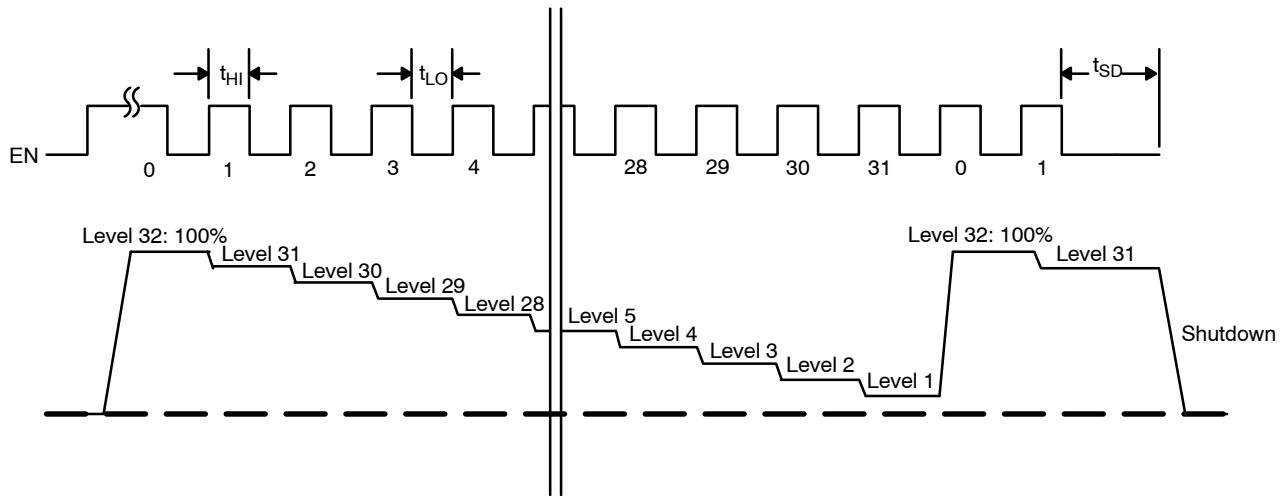 tHI
tLO
tSD
EN
0 1 2 3 4 28 29 30 31 0 1
Level 32: 100%
Level 31
Level 30
Level 29
Level 28
Level 5
Level 4
Level 3
Level 2
Level 1
Level 32: 100%
Level 31
Shutdown